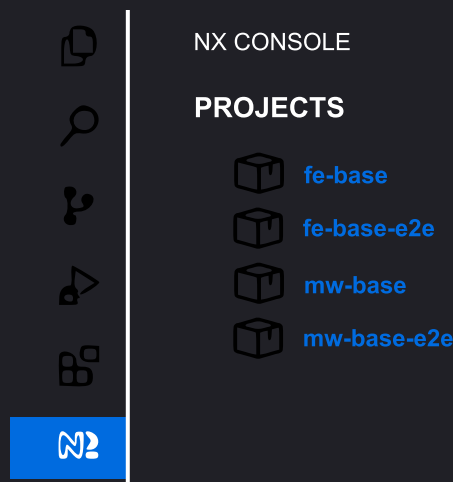 NX CONSOLE
PROJECTS
fe-base
fe-base-e2e
mw-base
mw-base-e2e